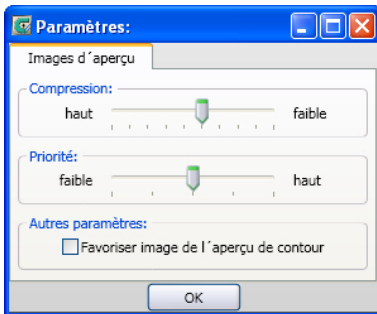 Paramètres:
Images d´aperçu
Compression:
haut faible
Priorité:
faible haut
Autres paramètres:
Favoriser image de l´aperçu de contour
OK